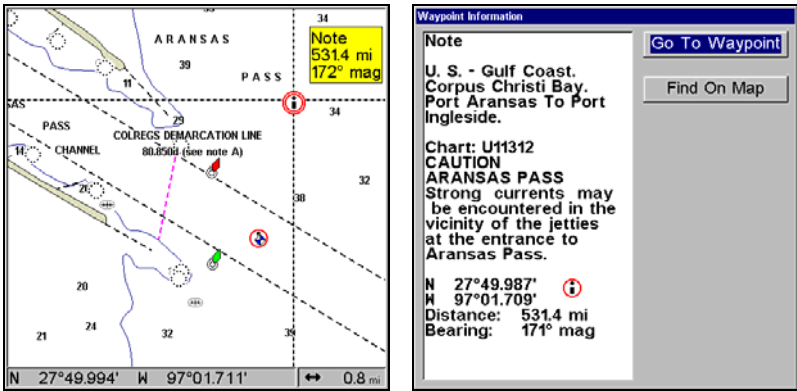 34
ARANSAS
Note
531.4 mi
172° mag
39
11
PASS
34
29
PASS
COLREGS DEMARCATION LINE
CHANNEL
80.850d (see note A)
14
32
38
20
24
21
32
39
N 27°49.994' W 97°01.711' ↔ 0.8 mi
Waypoint Information
Note
U. S. - Gulf Coast.
Corpus Christi Bay.
Port Aransas To Port
Ingleside.
Chart: U11312
CAUTION
ARANSAS PASS
Strong currents may
be encountered in the
vicinity of the jetties
at the entrance to
Aransas Pass.
N 27°49.987'
W 97°01.709'
Distance: 531.4 mi
Bearing: 171° mag
Go To Waypoint
Find On Map